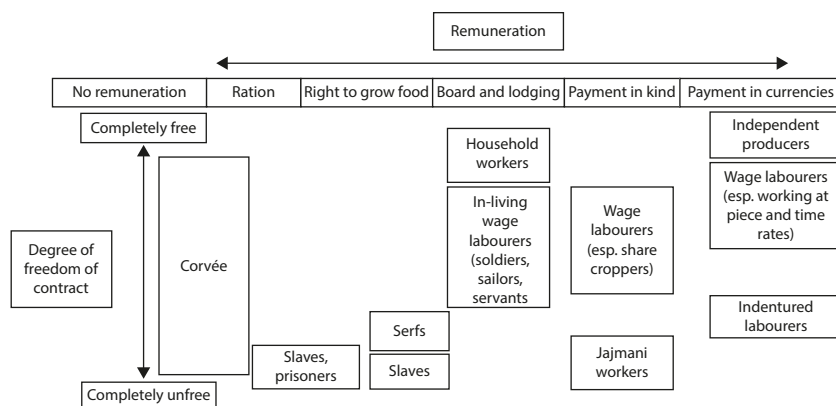 Remuneration
No remuneration
Ration
Right to grow food
Board and lodging
Payment in kind
Payment in currencies
Completely free
Independent
producers
Household
workers
Wage labourers
(esp. working at
piece and time
rates)
In-living
wage
labourers
(soldiers,
sailors,
servants
Wage
labourers
(esp. share
croppers)
Degree of
freedom of
contract
Corvée
Indentured
labourers
Serfs
Slaves,
prisoners
Slaves
Jajmani
workers
Completely unfree